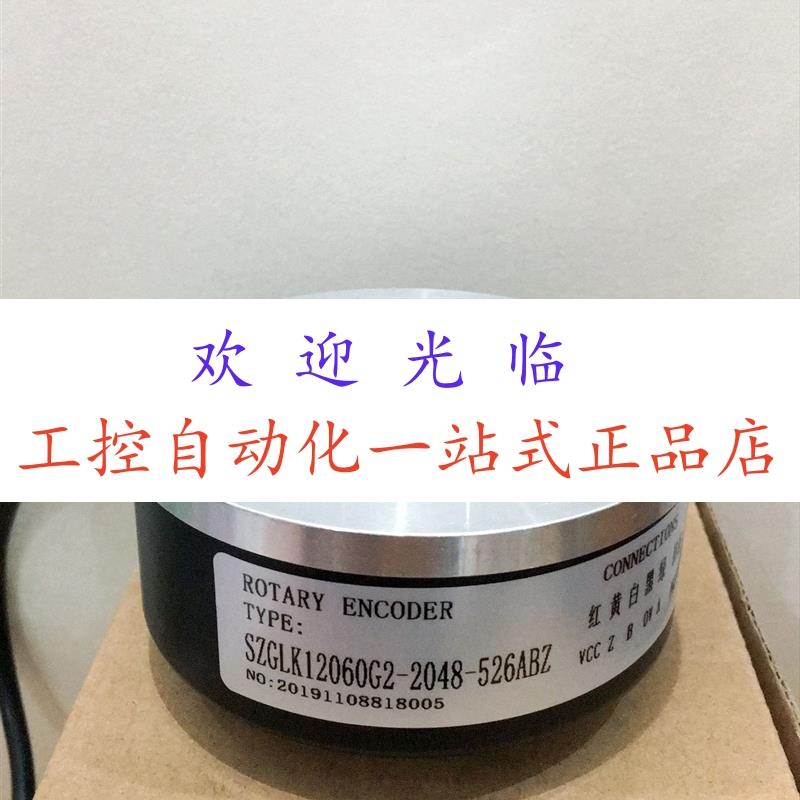 欢迎光临
工控自动化一站式正品店
ROTARY ENCODER
TYPE:
SZGLK12060G2-2048-526ABZ
NO:20191108818005
CONNECTIONS
红 黄 白 黑 绿
VCC Z B 0V A